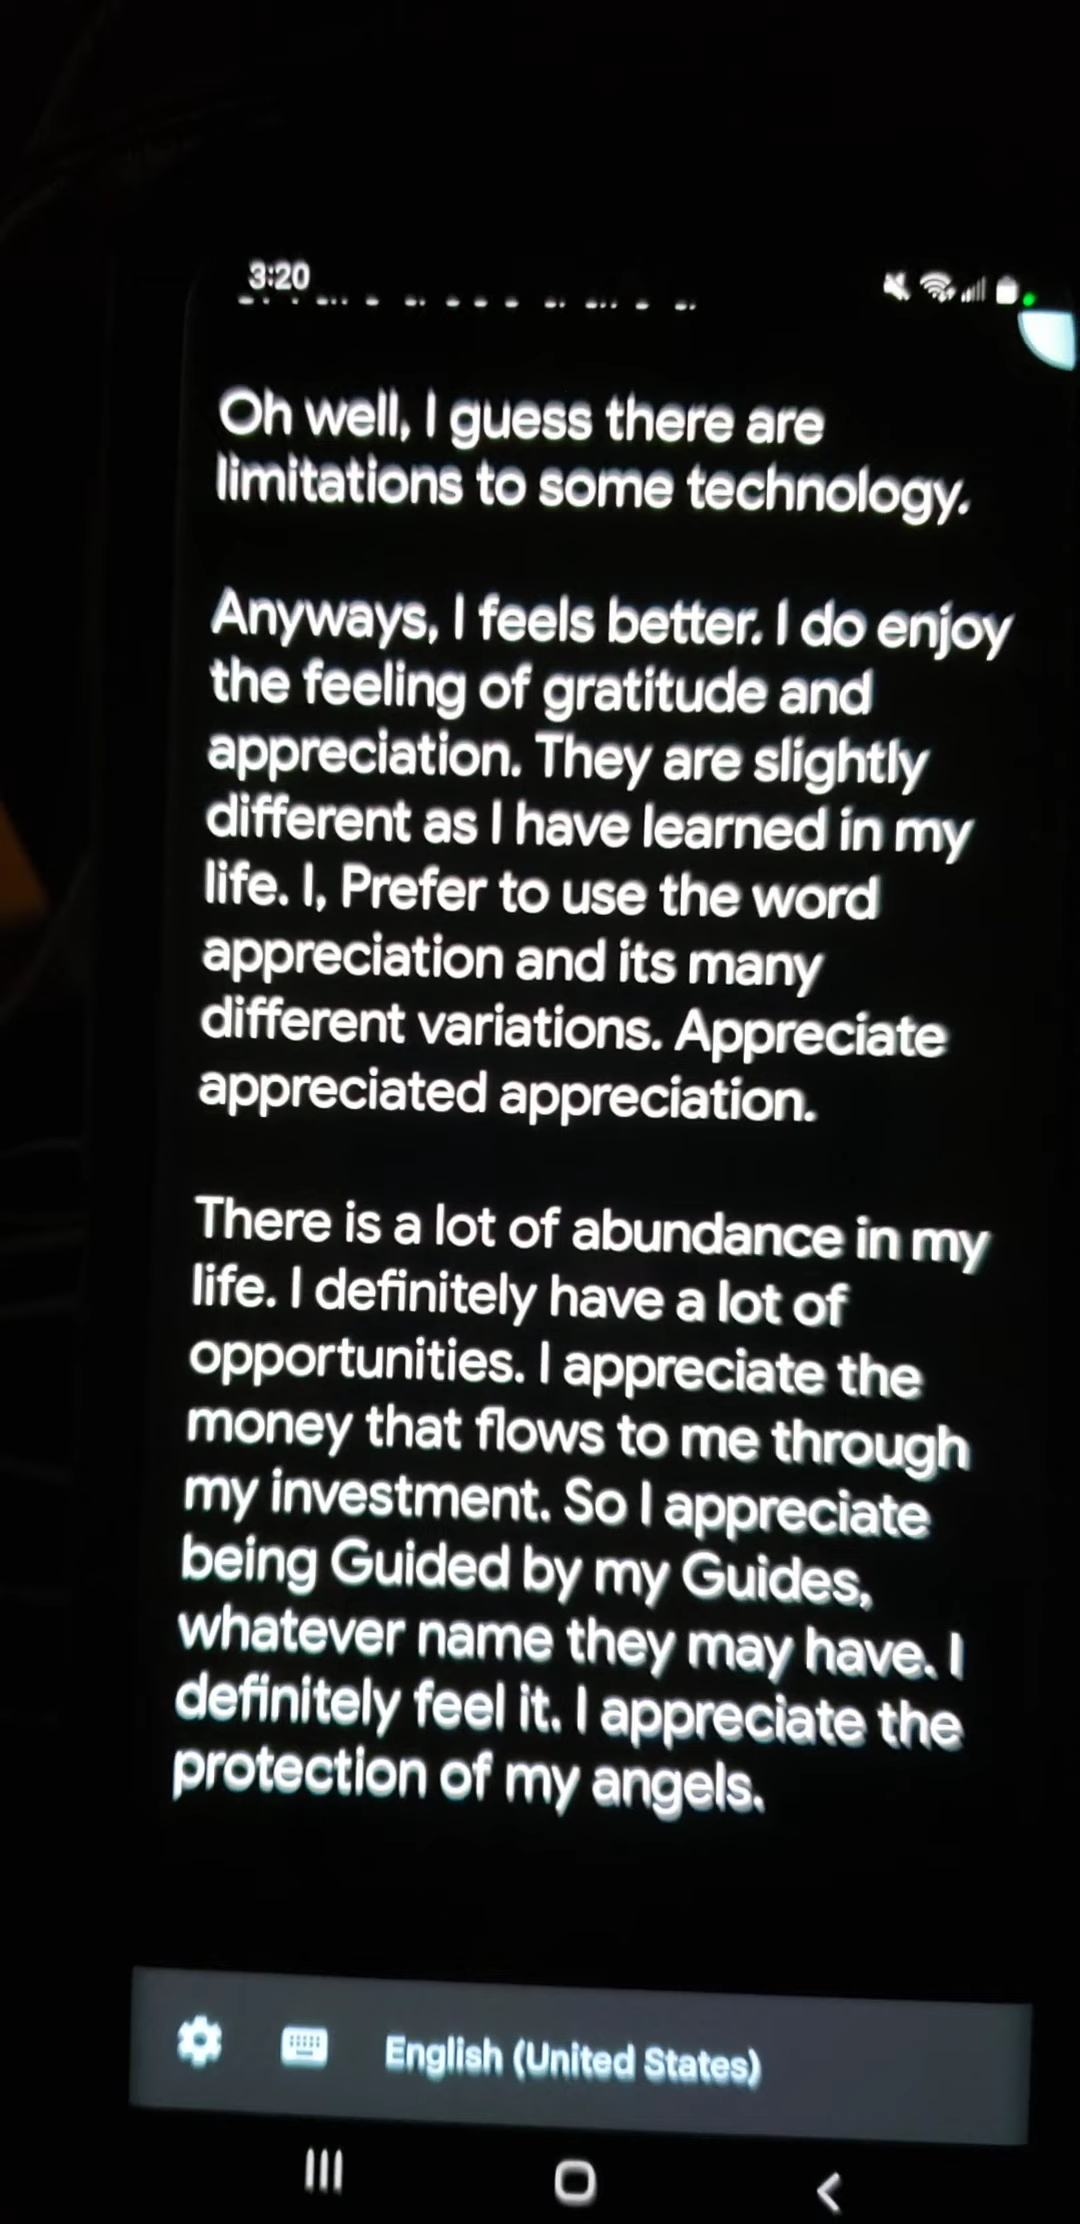 3:20
Oh well, I guess there are
limitations to some technology.
Anyways, I feels better. I do enjoy
the feeling of gratitude and
appreciation. They are slightly
different as I have learned in my
life. I, Prefer to use the word
appreciation and its many
different variations. Appreciate
appreciated appreciation.
There is a lot of abundance in my
life. I definitely have a lot of
opportunities. I appreciate the
money that flows to me through
my investment. So I appreciate
being Guided by my Guides,
whatever name they may have. I
definitely feel it. I appreciate the
protection of my angels.
English (United States)